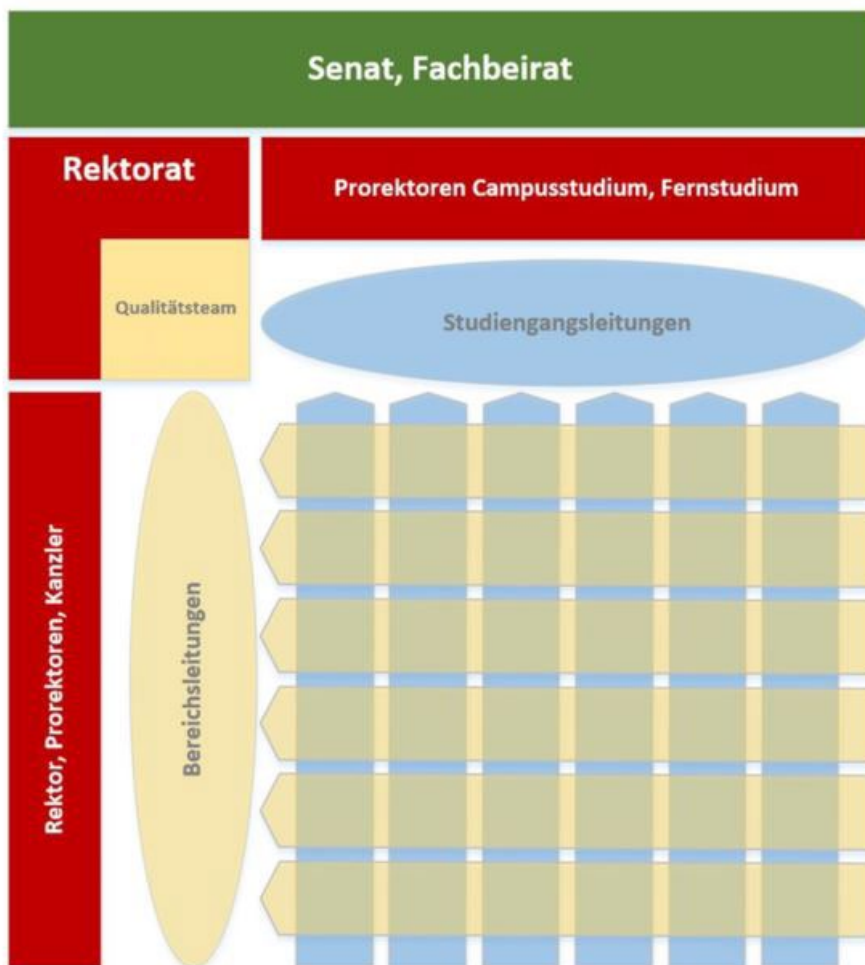 Senat, Fachbeirat
Rektorat
Prorektoren Campusstudium, Fernstudium
Qualitätsteam
Studiengangsleitungen
Rektor, Prorektoren, Kanzler
Bereichsleitungen